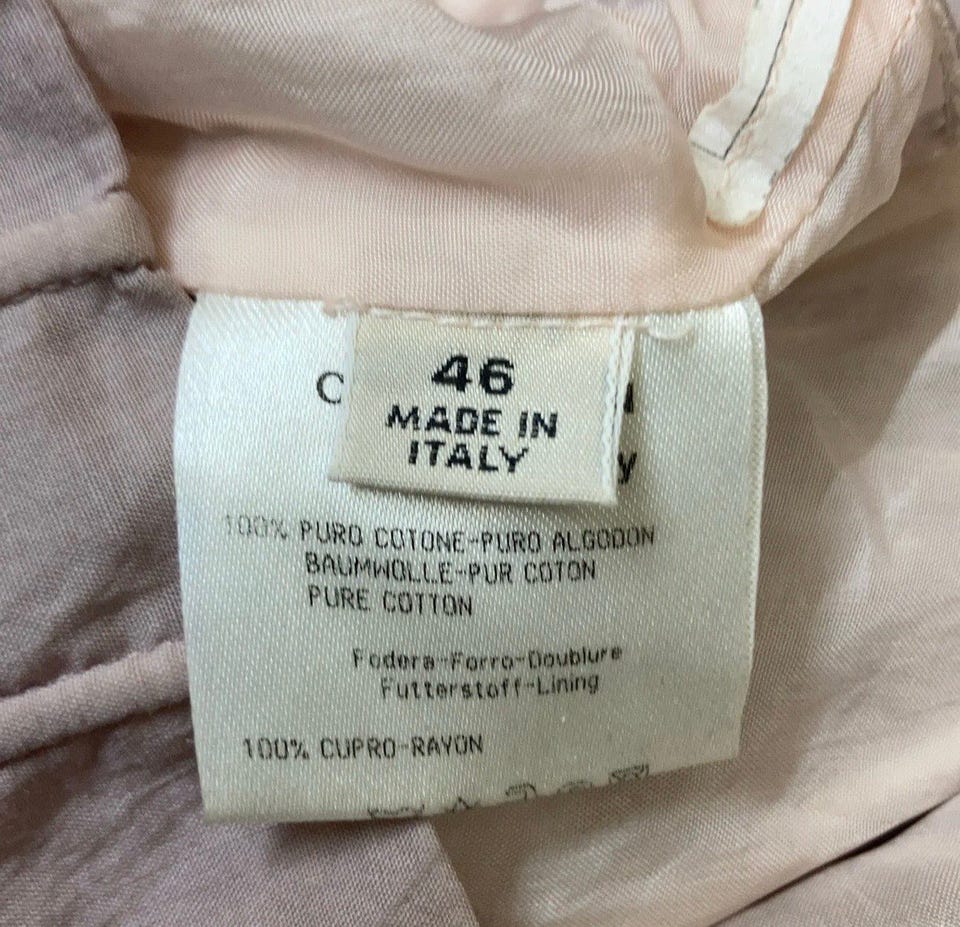 46
MADE IN
ITALY
100% PURO COTONE-PURO ALGODON
BAUMWOLLE-PUR COTON
PURE COTTON
Fodera-Forro-Doublure
Futterstoff-Lining
100% CUPRO-RAYON